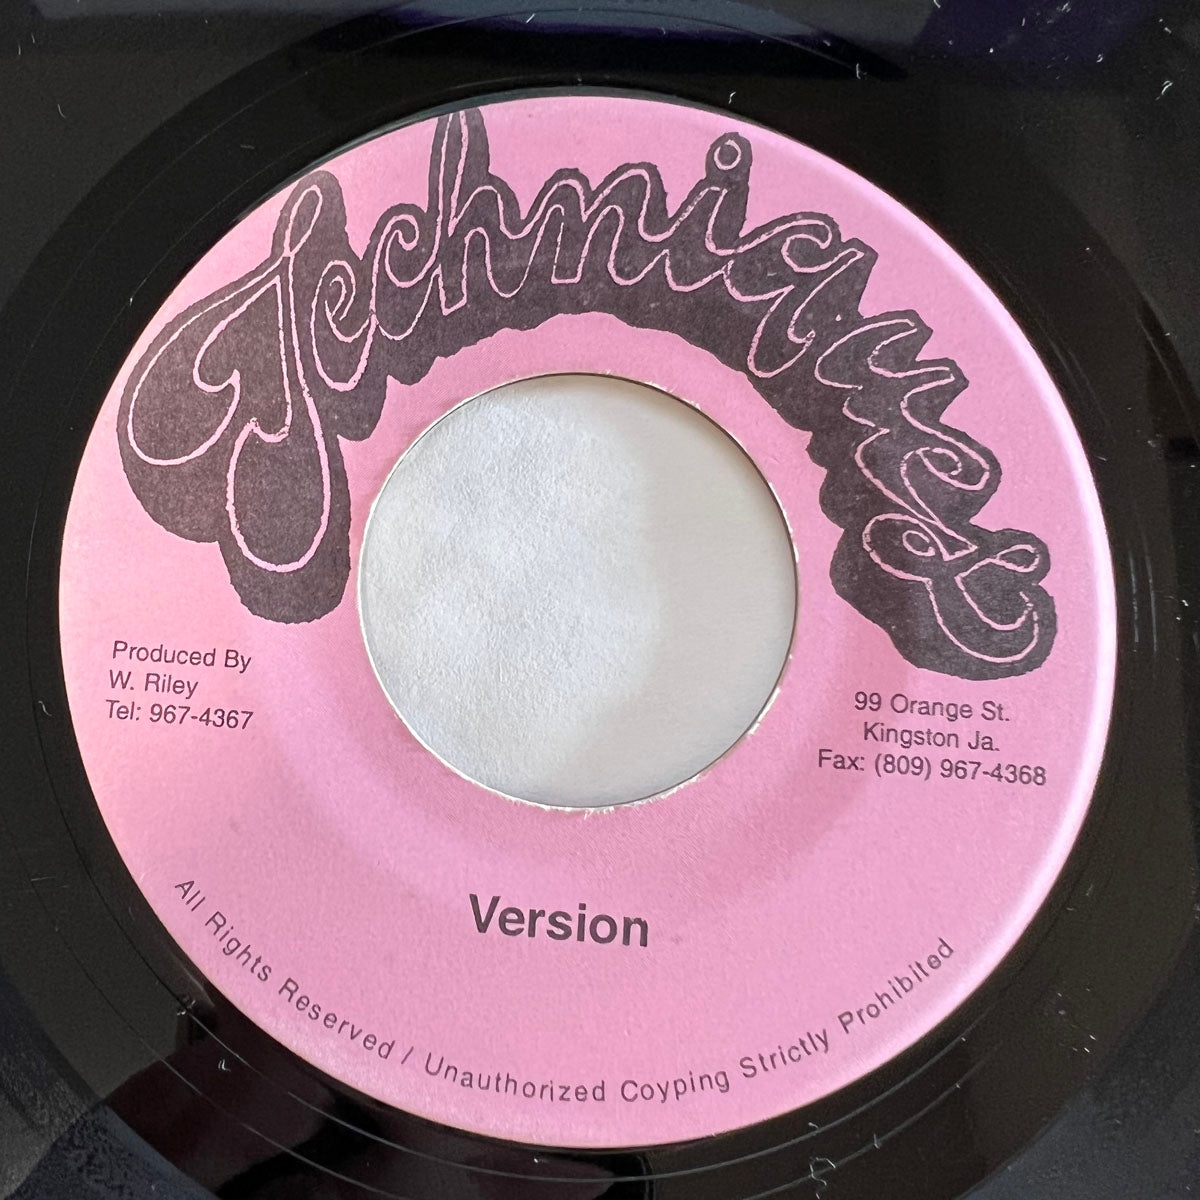 Techniques
Produced By
W. Riley
Tel: 967-4367
99 Orange St.
Kingston Ja.
Fax: (809) 967-4368
Version
All Rights Reserved / Unauthorized Coyping Strictly Prohibited